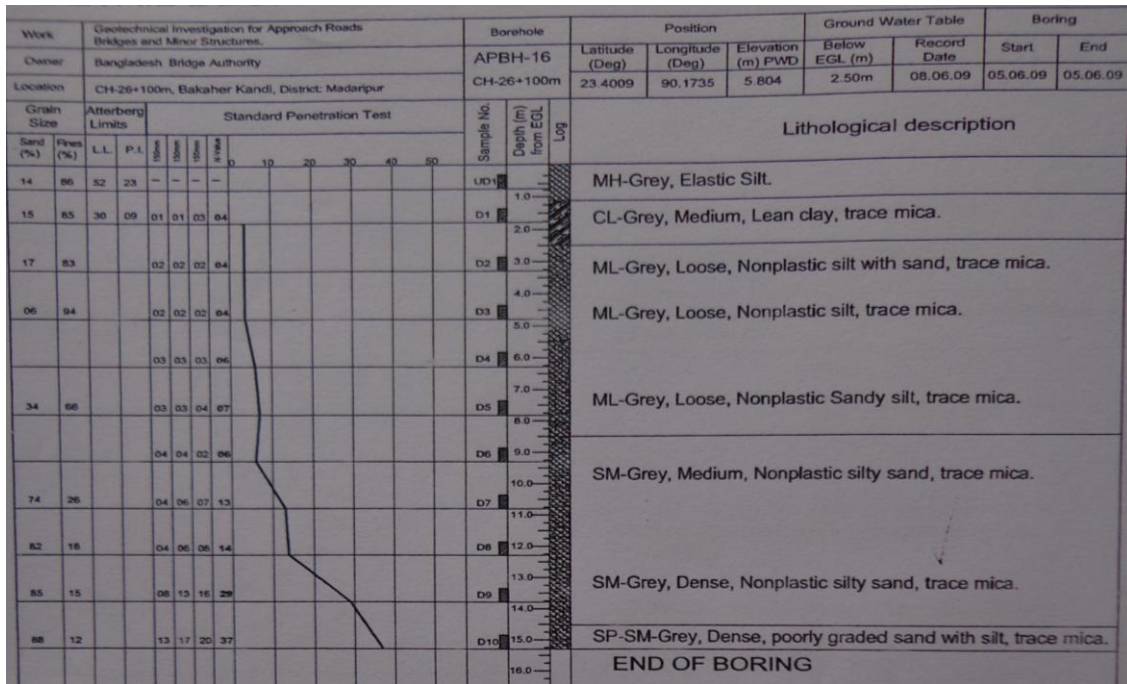 Work Geotechnical Investigation for Approach Roads Bridges and Minor Structures. Borehole Position Ground Water Table Boring
Owner Bangladesh Bridge Authority APBH-16 Latitude (Deg) Longitude (Deg) Elevation (m) PWD Below EGL (m) Record Date Start End
Location CH-26+100m, Bakaher Kandi, District: Madaripur CH-26+100m 23.4009 90.1735 5.804 2.50m 08.06.09 05.06.09 05.06.09
Grain Size Atterberg Limits Standard Penetration Test Sample No. Depth (m) from EGL Log Lithological description
Sand (%) Fines (%) L.L. P.I. 150mm 150mm 150mm N-Value 0 10 20 30 40 50
14 86 52 23 – – – – UD1 MH-Grey, Elastic Silt.
1.0
15 85 30 09 01 01 03 04 D1 CL-Grey, Medium, Lean clay, trace mica.
2.0
17 83 02 02 02 04 D2 3.0 ML-Grey, Loose, Nonplastic silt with sand, trace mica.
4.0
06 94 02 02 02 04 D3 ML-Grey, Loose, Nonplastic silt, trace mica.
5.0
03 03 03 06 D4 6.0
7.0
34 66 03 03 04 07 D5 ML-Grey, Loose, Nonplastic Sandy silt, trace mica.
8.0
04 04 02 06 D6 9.0
SM-Grey, Medium, Nonplastic silty sand, trace mica.
10.0
74 26 04 06 07 13 D7
11.0
82 18 04 06 08 14 D8 12.0
13.0
SM-Grey, Dense, Nonplastic silty sand, trace mica.
85 15 08 13 16 29 D9
14.0
88 12 13 17 20 37 D10 15.0 SP-SM-Grey, Dense, poorly graded sand with silt, trace mica.
16.0 END OF BORING